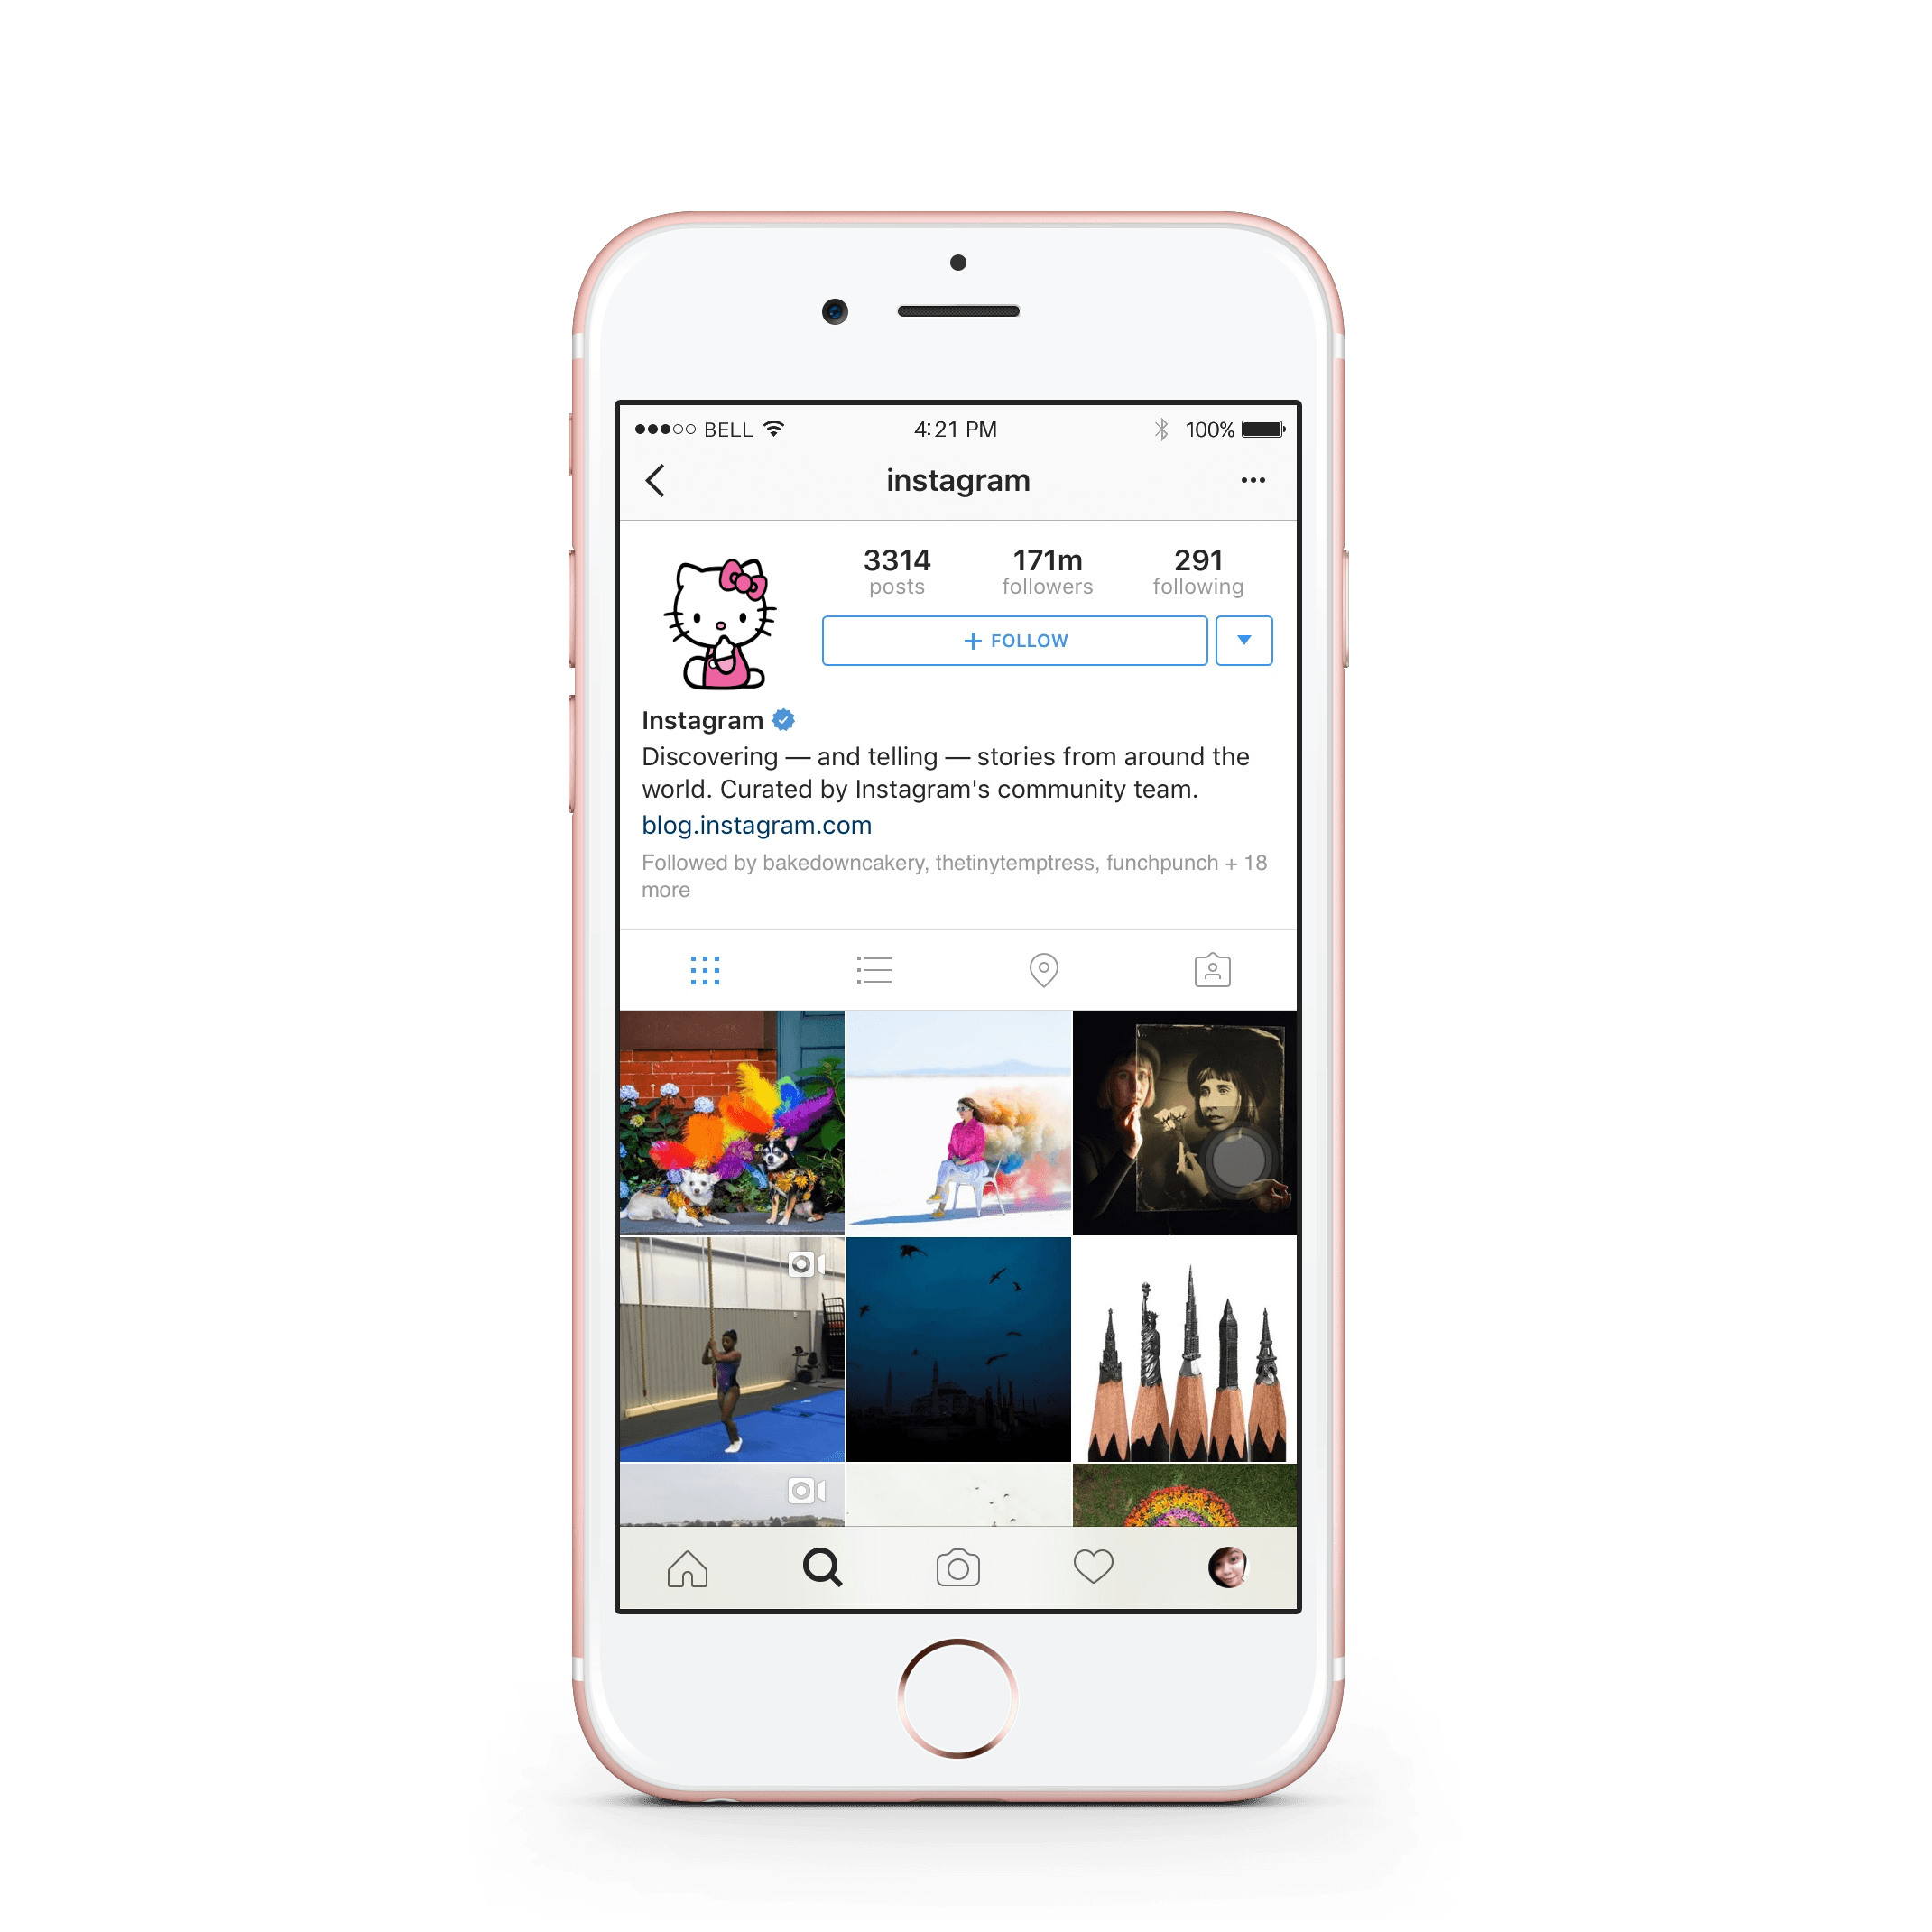 BELL 4:21 PM 100%
instagram
3314 171m 291
posts followers following
+ FOLLOW
Instagram
Discovering — and telling — stories from around the
world. Curated by Instagram's community team.
blog.instagram.com
Followed by bakedowncakery, thetinytemptress, funchpunch + 18
more